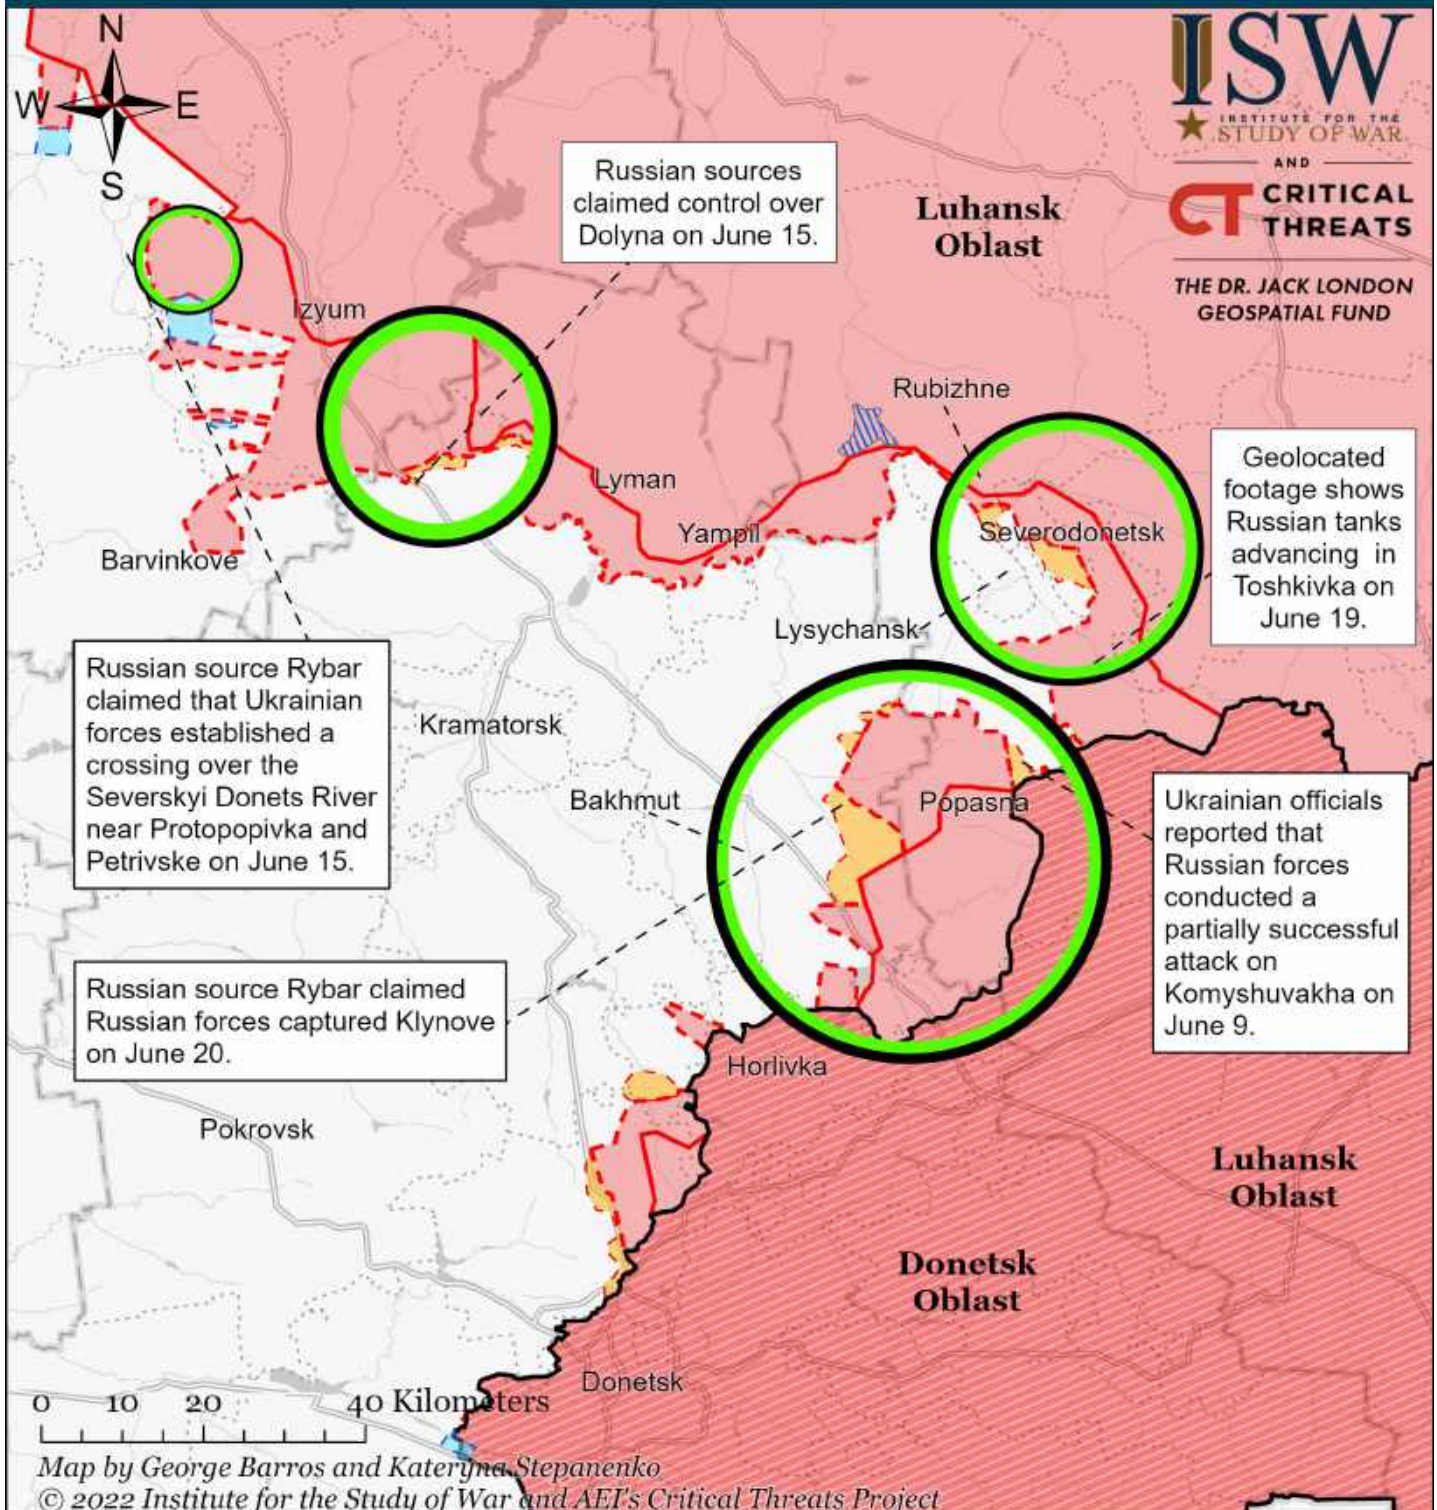 N
W
E
S
ISW
INSTITUTE FOR THE
STUDY OF WAR
AND
CT CRITICAL
THREATS
THE DR. JACK LONDON
GEOSPATIAL FUND
Russian sources
claimed control over
Dolyna on June 15.
Luhansk
Oblast
Izyum
Rubizhne
Geolocated
footage shows
Russian tanks
advancing in
Toshkivka on
June 19.
Lyman
Yampil
Severodonetsk
Barvinkove
Lysychansk
Russian source Rybar
claimed that Ukrainian
forces established a
crossing over the
Severskyi Donets River
near Protopopivka and
Petrivske on June 15.
Kramatorsk
Bakhmut
Popasna
Ukrainian officials
reported that
Russian forces
conducted a
partially successful
attack on
Komyshuvakha on
June 9.
Russian source Rybar claimed
Russian forces captured Klynove
on June 20.
Horlivka
Pokrovsk
Luhansk
Oblast
Donetsk
Oblast
Donetsk
0 10 20 40 Kilometers
Map by George Barros and Kateryna Stepanenko
© 2022 Institute for the Study of War and AEI's Critical Threats Project